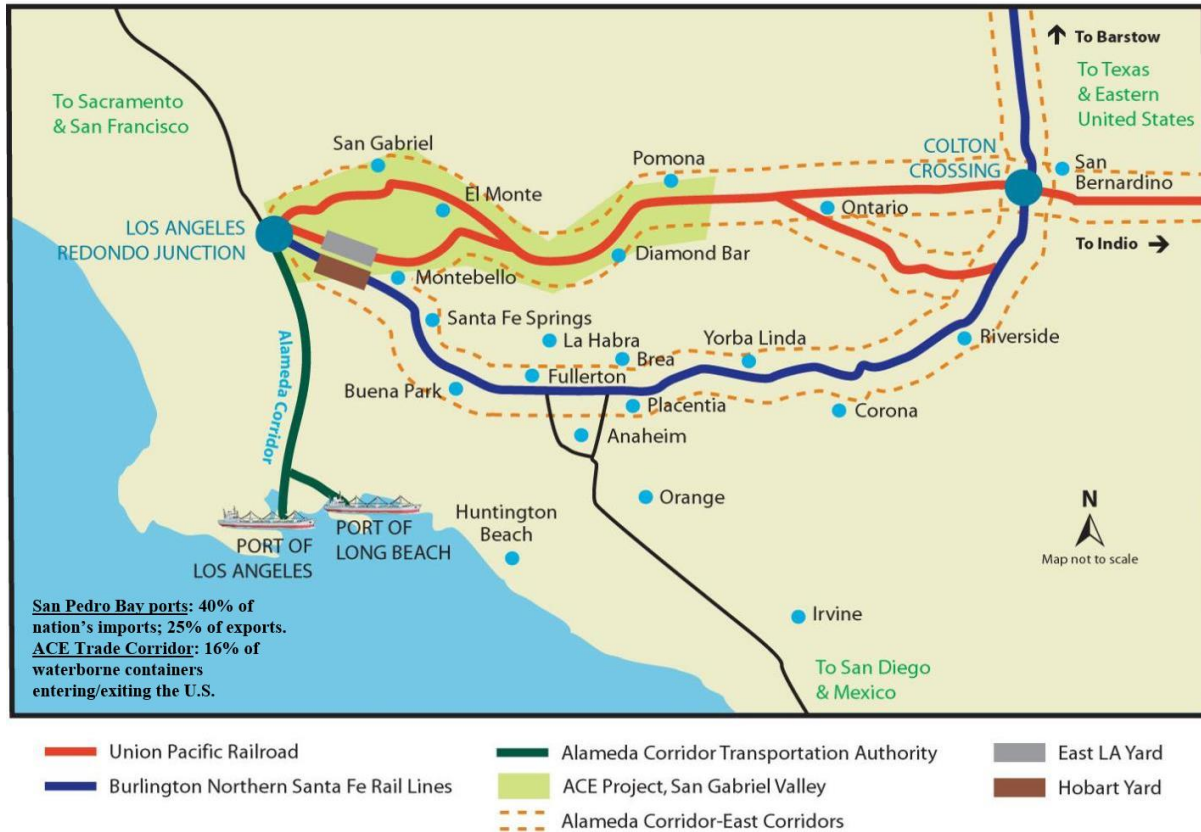 To Barstow
To Texas
& Eastern
United States
To Sacramento
& San Francisco
San Gabriel
Pomona
COLTON
CROSSING
San
Bernardino
El Monte
Ontario
LOS ANGELES
REDONDO JUNCTION
To Indio
Diamond Bar
Montebello
Santa Fe Springs
La Habra
Yorba Linda
Riverside
Brea
Alameda Corridor
Fullerton
Buena Park
Placentia
Corona
Anaheim
Orange
N
Map not to scale
Huntington
Beach
PORT OF
LONG BEACH
PORT OF
LOS ANGELES
San Pedro Bay ports: 40% of
nation's imports; 25% of exports.
ACE Trade Corridor: 16% of
waterborne containers
entering/exiting the U.S.
Irvine
To San Diego
& Mexico
Union Pacific Railroad
Burlington Northern Santa Fe Rail Lines
Alameda Corridor Transportation Authority
ACE Project, San Gabriel Valley
Alameda Corridor-East Corridors
East LA Yard
Hobart Yard